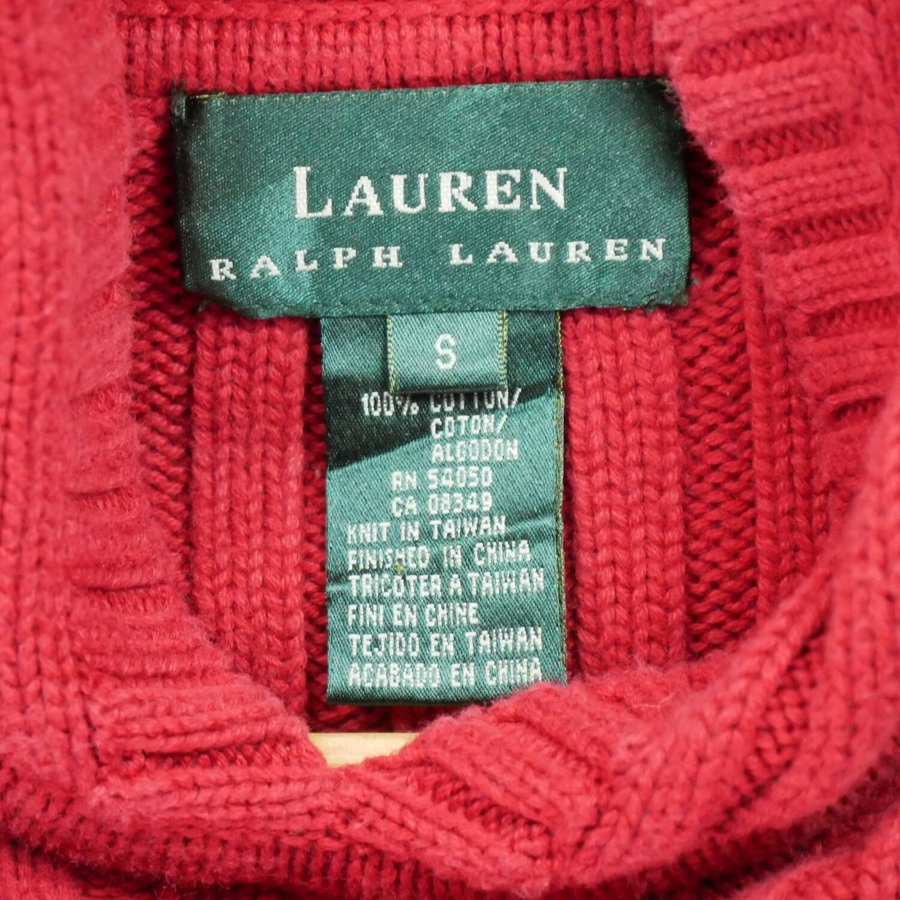 LAUREN
RALPH LAUREN
S
100% COTTON/
COTON/
ALGODON
RN 54050
CA 08349
KNIT IN TAIWAN
FINISHED IN CHINA
TRICOTER A TAIWAN
FINI EN CHINE
TEJIDO EN TAIWAN
ACABADO EN CHINA